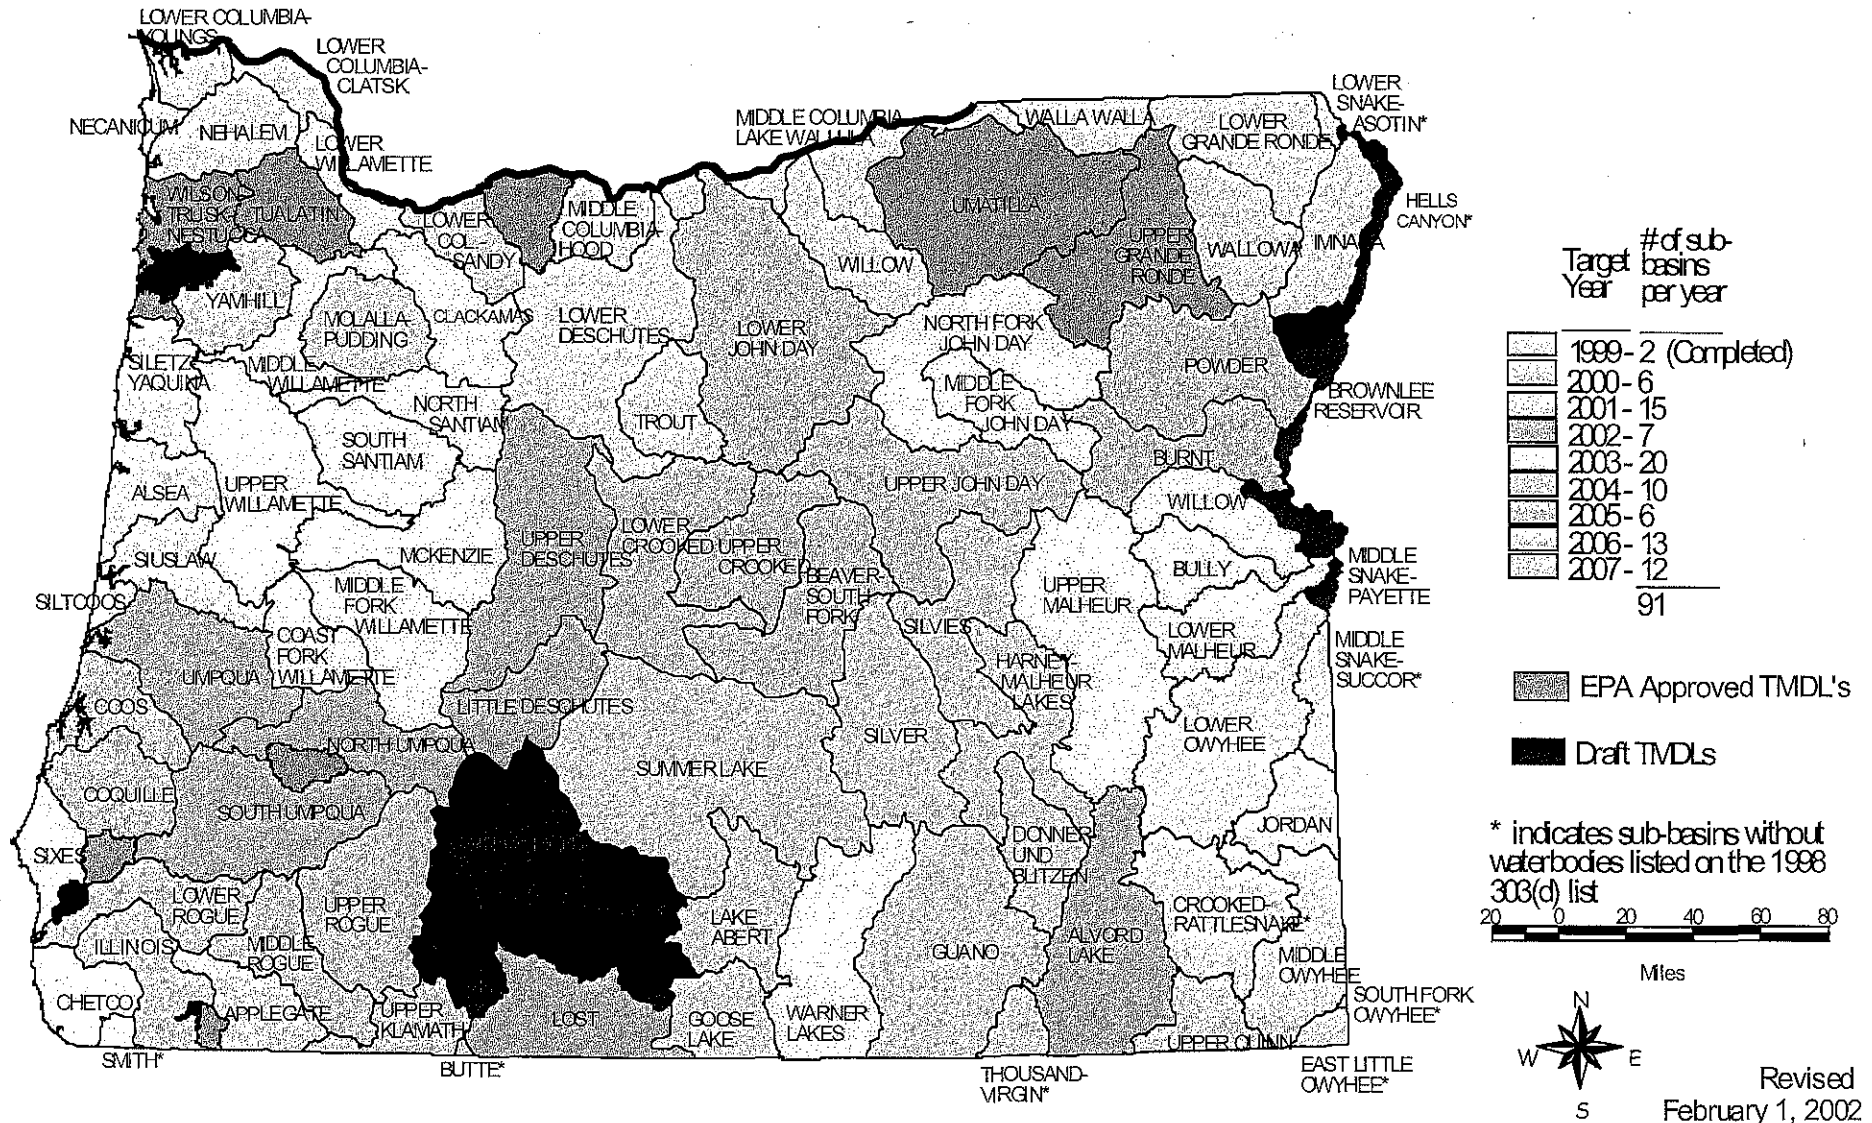 LOWER COLUMBIA-
YOUNGS
LOWER
COLUMBIA-
CLATSK
NECANICUM
NEHALEM
LOWER
WILLAMETTE
MIDDLE COLUMBIA
LAKE WALLULA
WALLA WALLA
LOWER
GRANDE RONDE
LOWER
SNAKE-
ASOTIN*
HELLS
CANYON*
WILSON-
TRUSK-
NESTUCCA
TUALATIN
LOWER
COL-
SANDY
MIDDLE
COLUMBIA-
HOOD
UMATILLA
UPPER
GRANDE
RONDE
WALLOWA
IMNAHA
WILLOW
YAMHILL
MOLALLA-
PUDDING
CLACKAMAS
LOWER
DESCHUTES
LOWER
JOHN DAY
NORTH FORK
JOHN DAY
POWDER
BROWNLEE
RESERVOIR
SILETZ-
YAQUINA
MIDDLE
WILLAMETTE
NORTH
SANTIAM
SOUTH
SANTIAM
TROUT
MIDDLE
FORK
JOHN DAY
BURNT
ALSEA
UPPER
WILLAMETTE
UPPER JOHN DAY
WILLOW
SIUSLAW
MCKENZIE
UPPER
DESCHUTES
LOWER
CROOKED
UPPER
CROOKED
BEAVER-
SOUTH
FORK
UPPER
MALHEUR
BULLY
MIDDLE
SNAKE-
PAYETTE
SILTCOOS
MIDDLE
FORK
WILLAMETTE
COAST
FORK
WILLAMETTE
SILVIES
LOWER
MALHEUR
MIDDLE
SNAKE-
SUCCOR*
UMPQUA
HARNEY-
MALHEUR
LAKES
COOS
LITTLE DESCHUTES
NORTH UMPQUA
SUMMER LAKE
SILVER
LOWER
OWYHEE
COQUILLE
SOUTH UMPQUA
SIXES
DONNER
UND
BLITZEN
JORDAN
LOWER
ROGUE
UPPER
ROGUE
LAKE
ABERT
CROOKED-
RATTLESNAKE*
ILLINOIS
MIDDLE
ROGUE
GUANO
ALVORD
LAKE
MIDDLE
OWYHEE
CHETCO
APPLEGATE
UPPER
KLAMATH
LOST
GOOSE
LAKE
WARNER
LAKES
SOUTH FORK
OWYHEE*
SMITH*
BUTTE*
THOUSAND-
VIRGIN*
UPPER QUINN
EAST LITTLE
OWYHEE*
Target
Year
# of sub-
basins
per year
1999 - 2 (Completed)
2000 - 6
2001 - 15
2002 - 7
2003 - 20
2004 - 10
2005 - 6
2006 - 13
2007 - 12
91
EPA Approved TMDL's
Draft TMDLs
* indicates sub-basins without
waterbodies listed on the 1998
303(d) list
20 0 20 40 60 80
Miles
N
W E
S
Revised
February 1, 2002